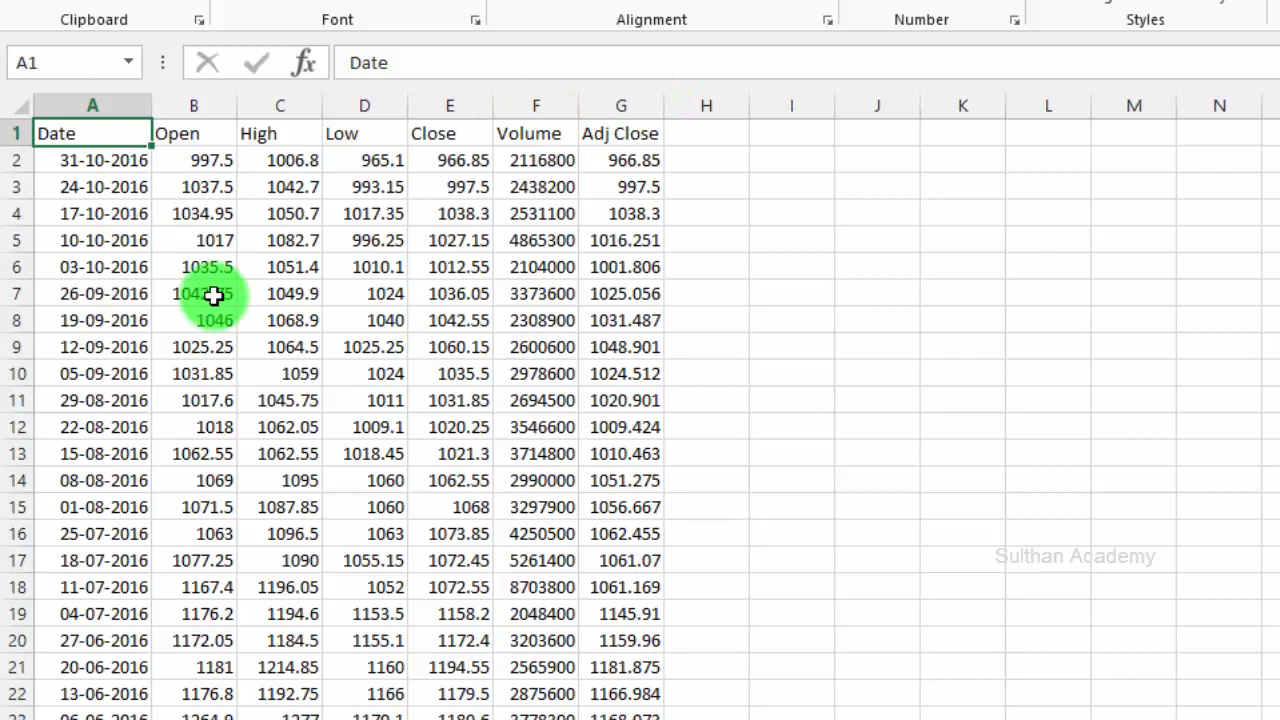 Clipboard Font Alignment Number Styles
A1 fx Date
A B C D E F G H I J K L M N
1 Date Open High Low Close Volume Adj Close
2 31-10-2016 997.5 1006.8 965.1 966.85 2116800 966.85
3 24-10-2016 1037.5 1042.7 993.15 997.5 2438200 997.5
4 17-10-2016 1034.95 1050.7 1017.35 1038.3 2531100 1038.3
5 10-10-2016 1017 1082.7 996.25 1027.15 4865300 1016.251
6 03-10-2016 1035.5 1051.4 1010.1 1012.55 2104000 1001.806
7 26-09-2016 1049.9 1024 1036.05 3373600 1025.056
8 19-09-2016 1046 1068.9 1040 1042.55 2308900 1031.487
9 12-09-2016 1025.25 1064.5 1025.25 1060.15 2600600 1048.901
10 05-09-2016 1031.85 1059 1024 1035.5 2978600 1024.512
11 29-08-2016 1017.6 1045.75 1011 1031.85 2694500 1020.901
12 22-08-2016 1018 1062.05 1009.1 1020.25 3546600 1009.424
13 15-08-2016 1062.55 1062.55 1018.45 1021.3 3714800 1010.463
14 08-08-2016 1069 1095 1060 1062.55 2990000 1051.275
15 01-08-2016 1071.5 1087.85 1060 1068 3297900 1056.667
16 25-07-2016 1063 1096.5 1063 1073.85 4250500 1062.455
17 18-07-2016 1077.25 1090 1055.15 1072.45 5261400 1061.07
Sulthan Academy
18 11-07-2016 1167.4 1196.05 1052 1072.55 8703800 1061.169
19 04-07-2016 1176.2 1194.6 1153.5 1158.2 2048400 1145.91
20 27-06-2016 1172.05 1184.5 1155.1 1172.4 3203600 1159.96
21 20-06-2016 1181 1214.85 1160 1194.55 2565900 1181.875
22 13-06-2016 1176.8 1192.75 1166 1179.5 2875600 1166.984